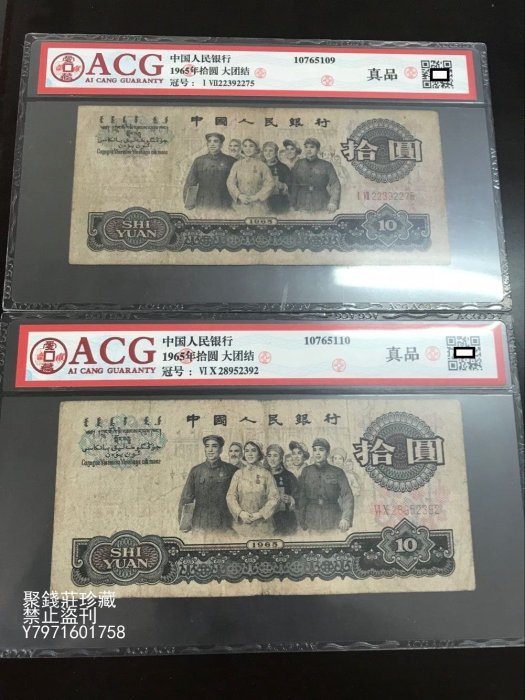 ACG
AI CANG GUARANTY
中国人民银行
10765109
1965年拾圆 大团结
冠号： I VII22392275
真品
中國人民銀行
拾圓
I VII 22392275
SHI
YUAN
1965
10
ACG
AI CANG GUARANTY
中国人民银行
10765110
1965年拾圆 大团结
冠号： VI X 28952392
真品
中國人民銀行
拾圓
VI X 28952392
SHI
YUAN
1965
10
聚錢莊珍藏
禁止盜刊
Y7971601758